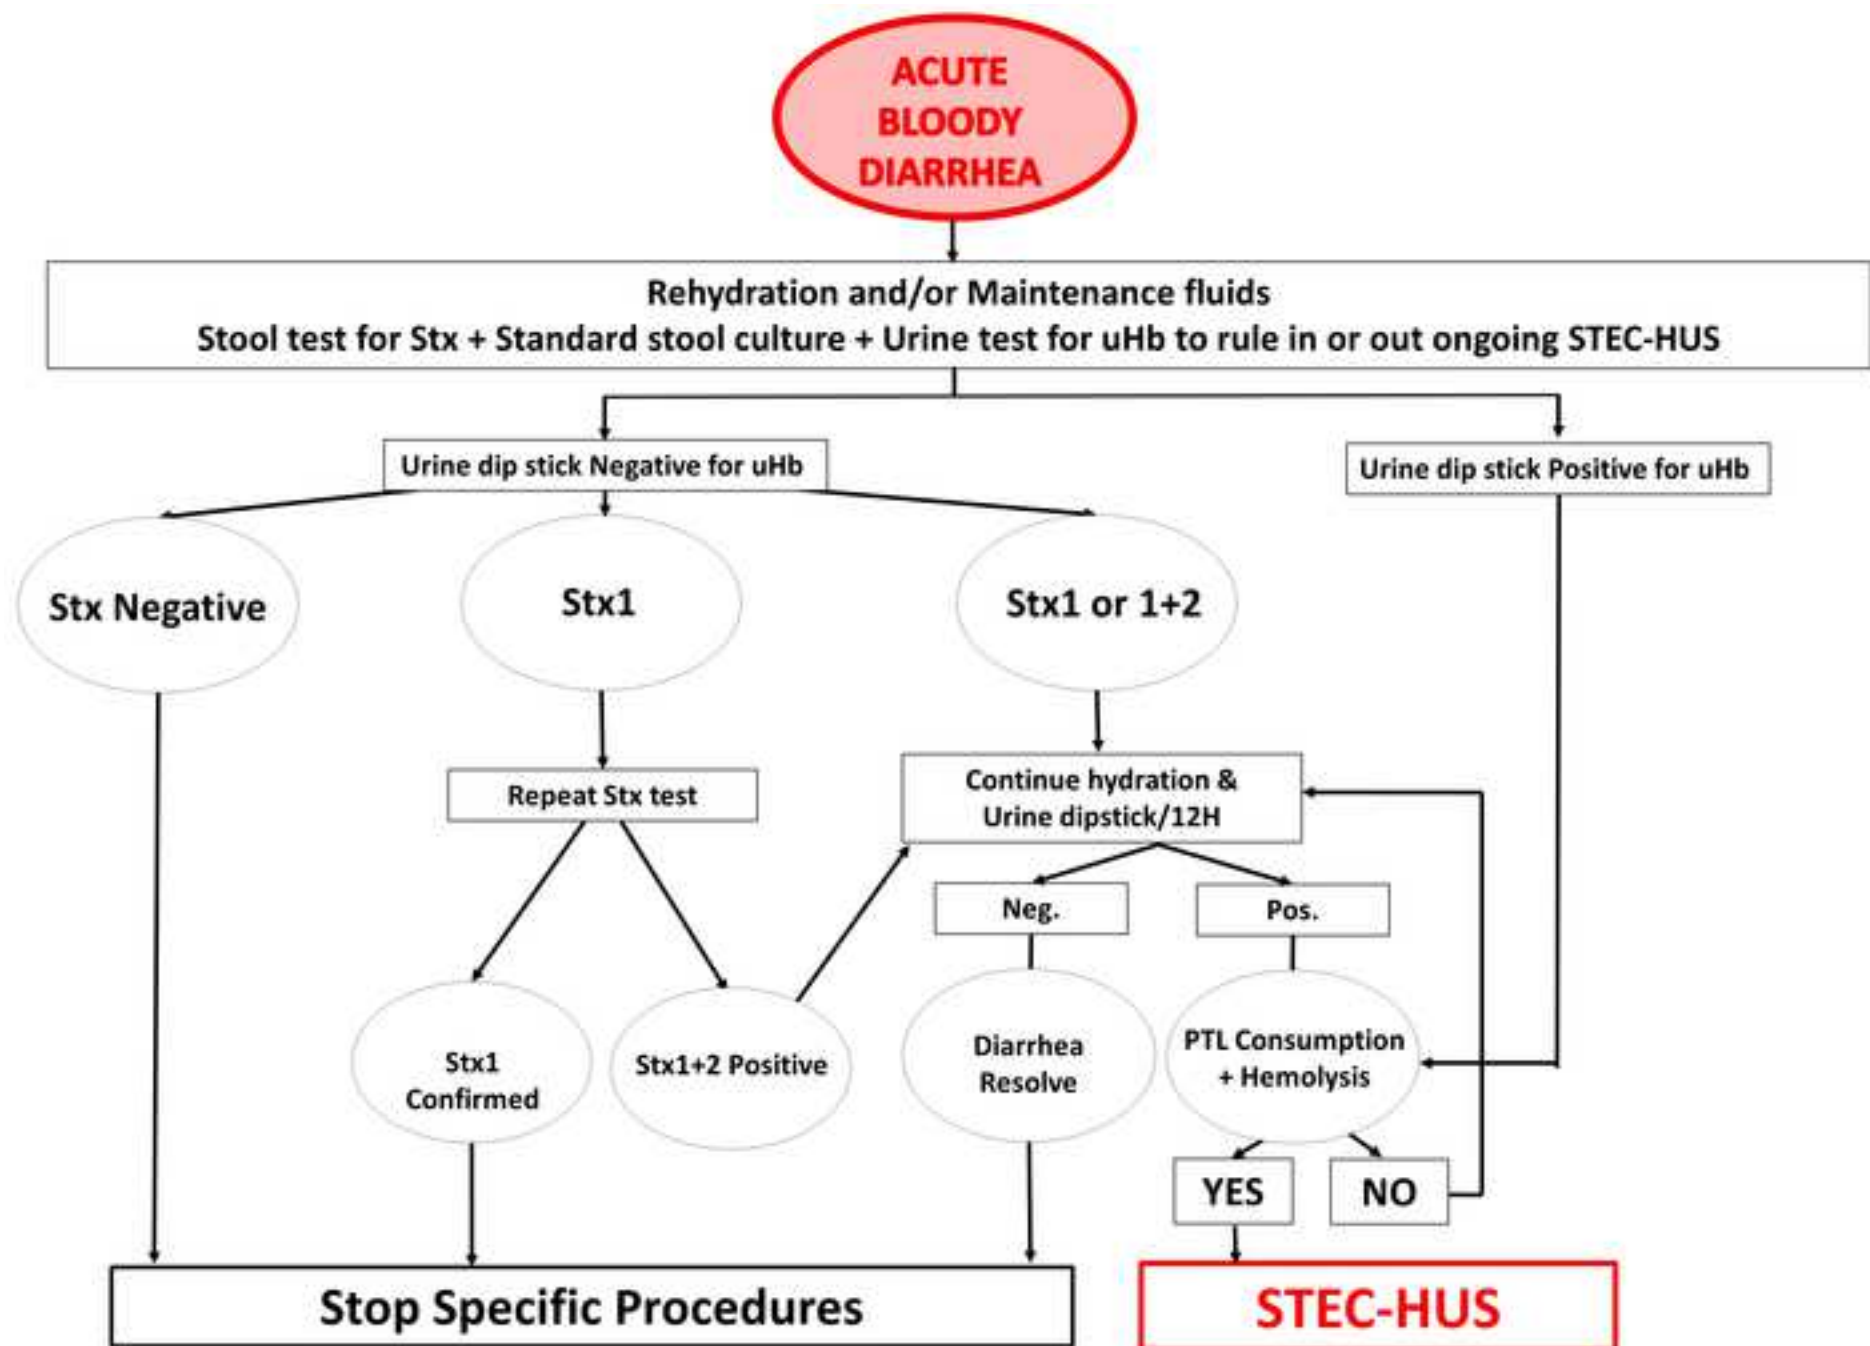 ACUTE
BLOODY
DIARRHEA
Rehydration and/or Maintenance fluids
Stool test for Stx + Standard stool culture + Urine test for uHb to rule in or out ongoing STEC-HUS
Urine dip stick Negative for uHb
Urine dip stick Positive for uHb
Stx Negative
Stx1
Stx1 or 1+2
Repeat Stx test
Continue hydration &
Urine dipstick/12H
Neg.
Pos.
Stx1
Confirmed
Stx1+2 Positive
Diarrhea
Resolve
PTL Consumption
+ Hemolysis
YES
NO
Stop Specific Procedures
STEC-HUS